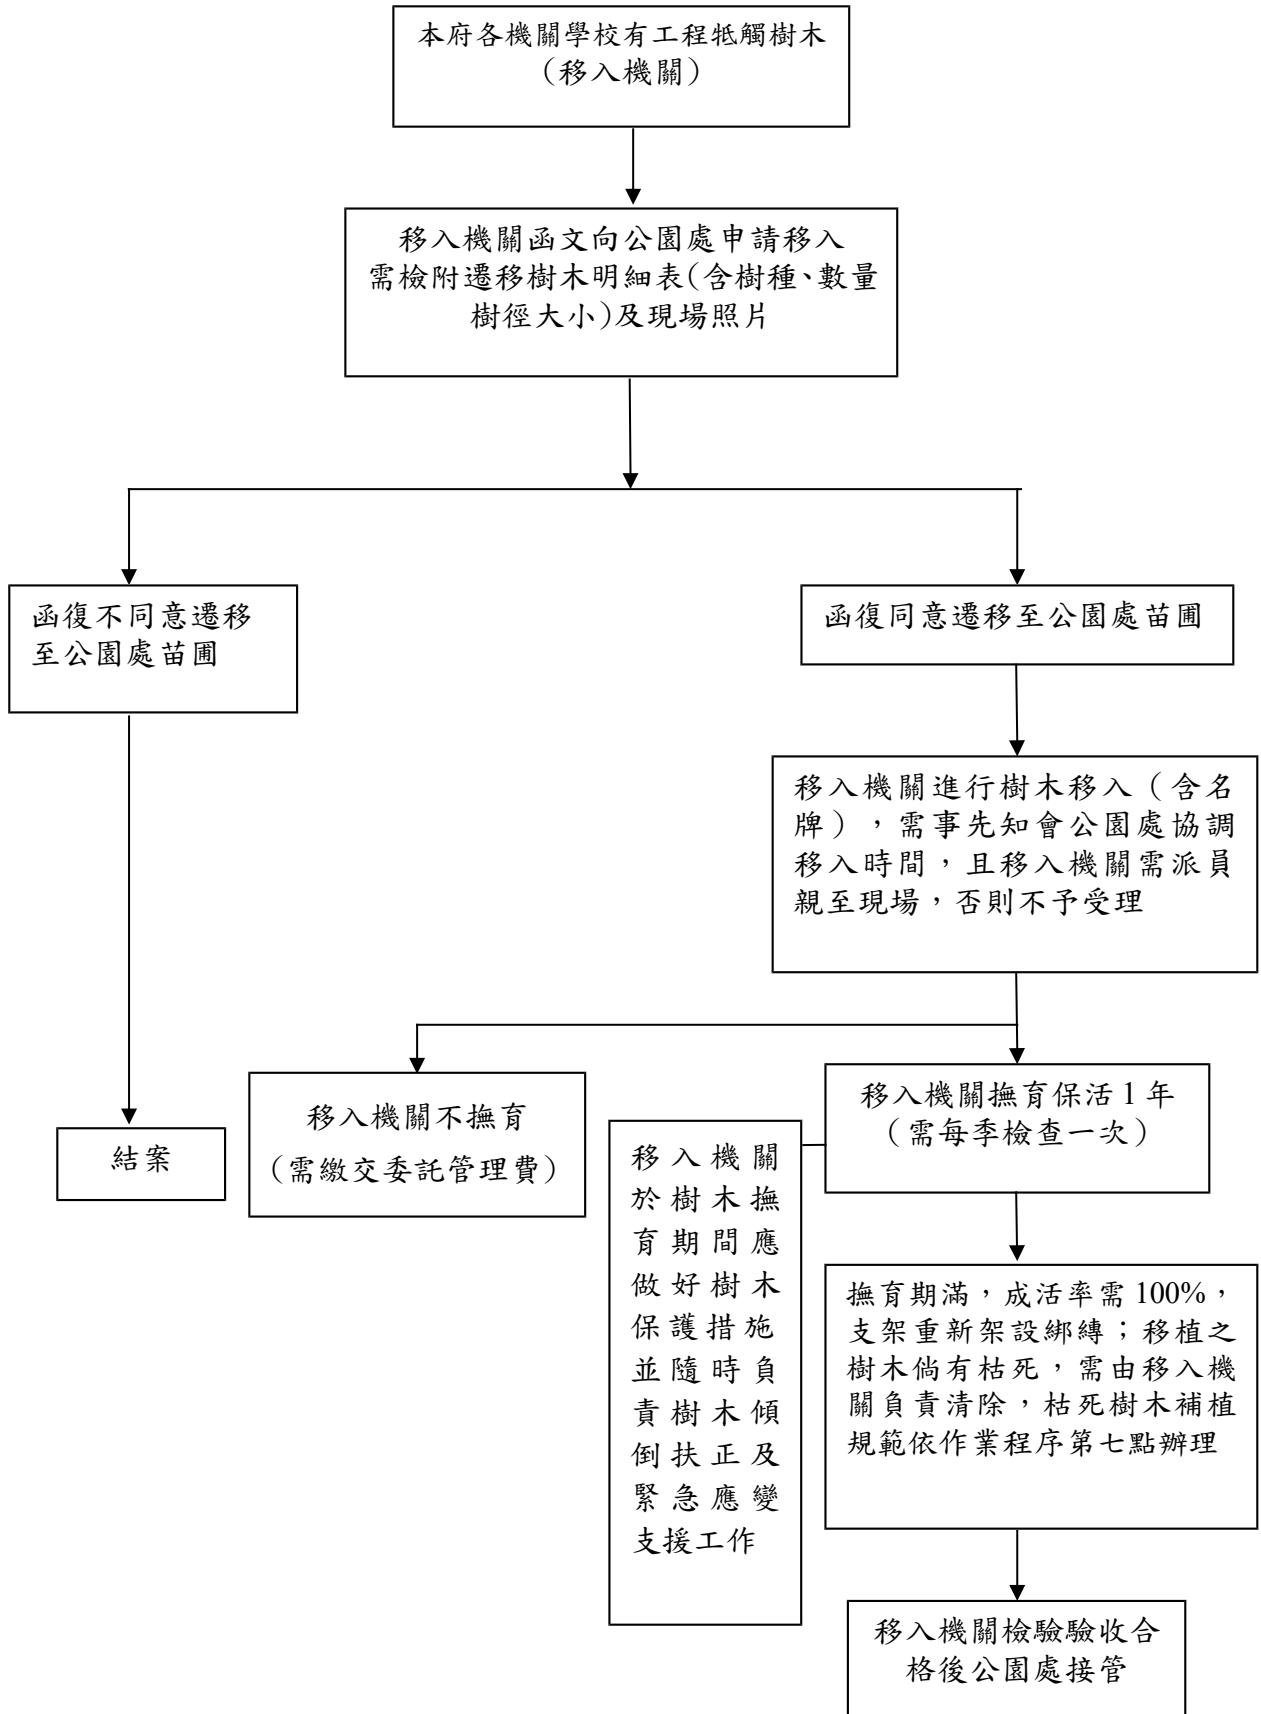 本府各機關學校有工程牴觸樹木
（移入機關）
移入機關函文向公園處申請移入
需檢附遷移樹木明細表(含樹種、數量
樹徑大小)及現場照片
函復不同意遷移
至公園處苗圃
函復同意遷移至公園處苗圃
移入機關進行樹木移入（含名
牌），需事先知會公園處協調
移入時間，且移入機關需派員
親至現場，否則不予受理
結案
移入機關不撫育
（需繳交委託管理費）
移入機關撫育保活 1 年
（需每季檢查一次）
移入機關
於樹木撫
育期間應
做好樹木
保護措施
並隨時負
責樹木傾
倒扶正及
緊急應變
支援工作
撫育期滿，成活率需 100%，
支架重新架設綁縛；移植之
樹木倘有枯死，需由移入機
關負責清除，枯死樹木補植
規範依作業程序第七點辦理
移入機關檢驗驗收合
格後公園處接管